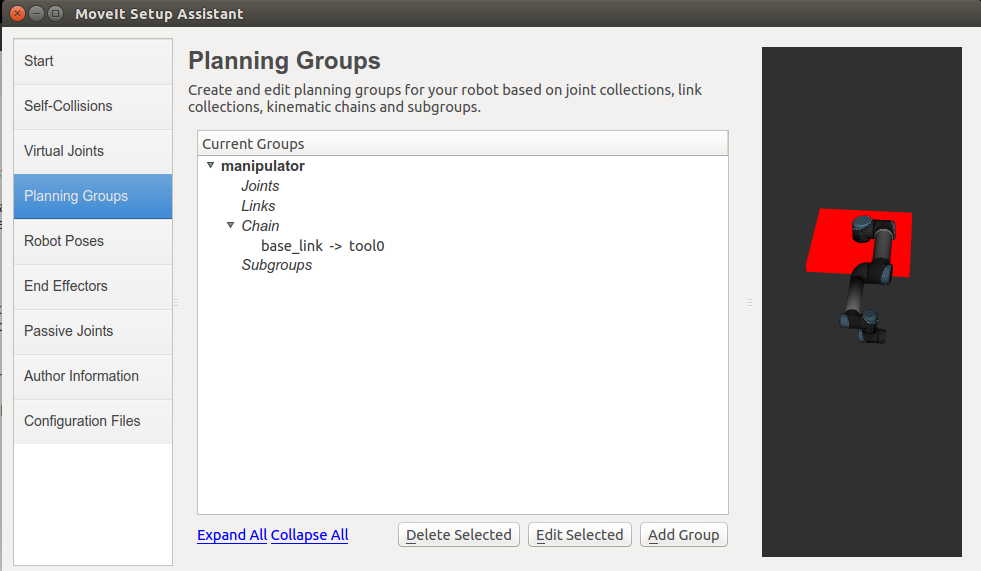 MoveIt Setup Assistant
Start
Self-Collisions
Virtual Joints
Planning Groups
Robot Poses
End Effectors
Passive Joints
Author Information
Configuration Files
Planning Groups
Create and edit planning groups for your robot based on joint collections, link
collections, kinematic chains and subgroups.
Current Groups
manipulator
Joints
Links
Chain
base_link -> tool0
Subgroups
Expand All Collapse All
Delete Selected
Edit Selected
Add Group